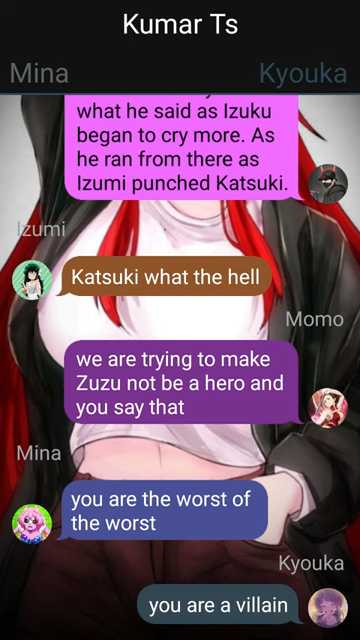 Kumar Ts
Mina
Kyouka
what he said as Izuku
began to cry more. As
he ran from there as
Izumi punched Katsuki.
Izumi
Katsuki what the hell
Momo
we are trying to make
Zuzu not be a hero and
you say that
Mina
you are the worst of
the worst
Kyouka
you are a villain